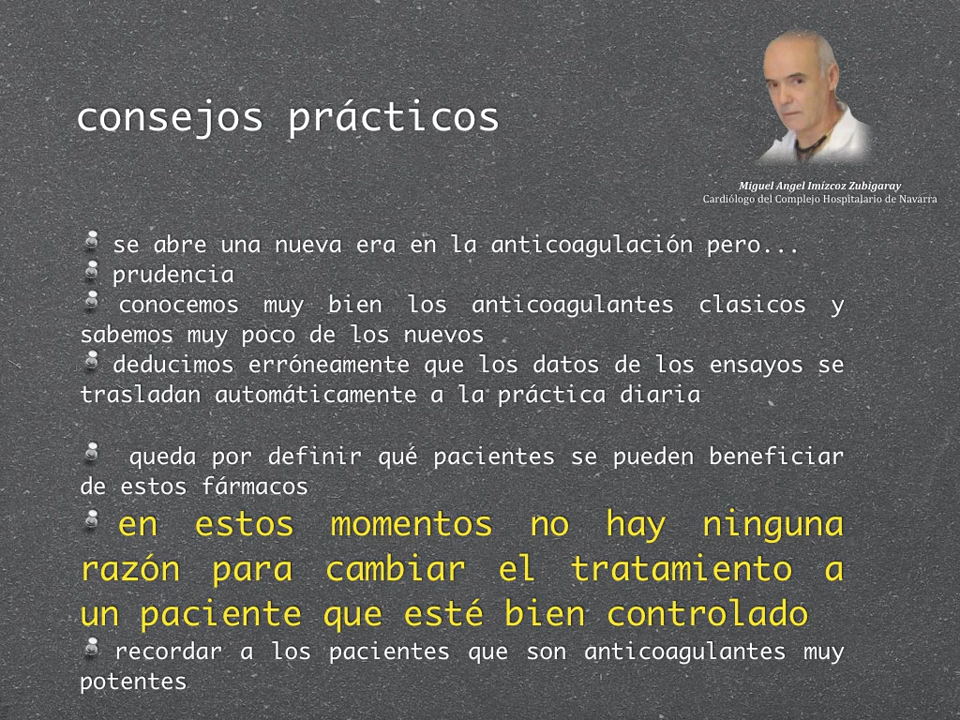 consejos prácticos
Miguel Angel Imízcoz Zubigaray
Cardiólogo del Complejo Hospitalario de Navarra
se abre una nueva era en la anticoagulación pero...
prudencia
conocemos muy bien los anticoagulantes clasicos y
sabemos muy poco de los nuevos
deducimos erróneamente que los datos de los ensayos se
trasladan automáticamente a la práctica diaria
queda por definir qué pacientes se pueden beneficiar
de estos fármacos
en estos momentos no hay ninguna
razón para cambiar el tratamiento a
un paciente que esté bien controlado
recordar a los pacientes que son anticoagulantes muy
potentes